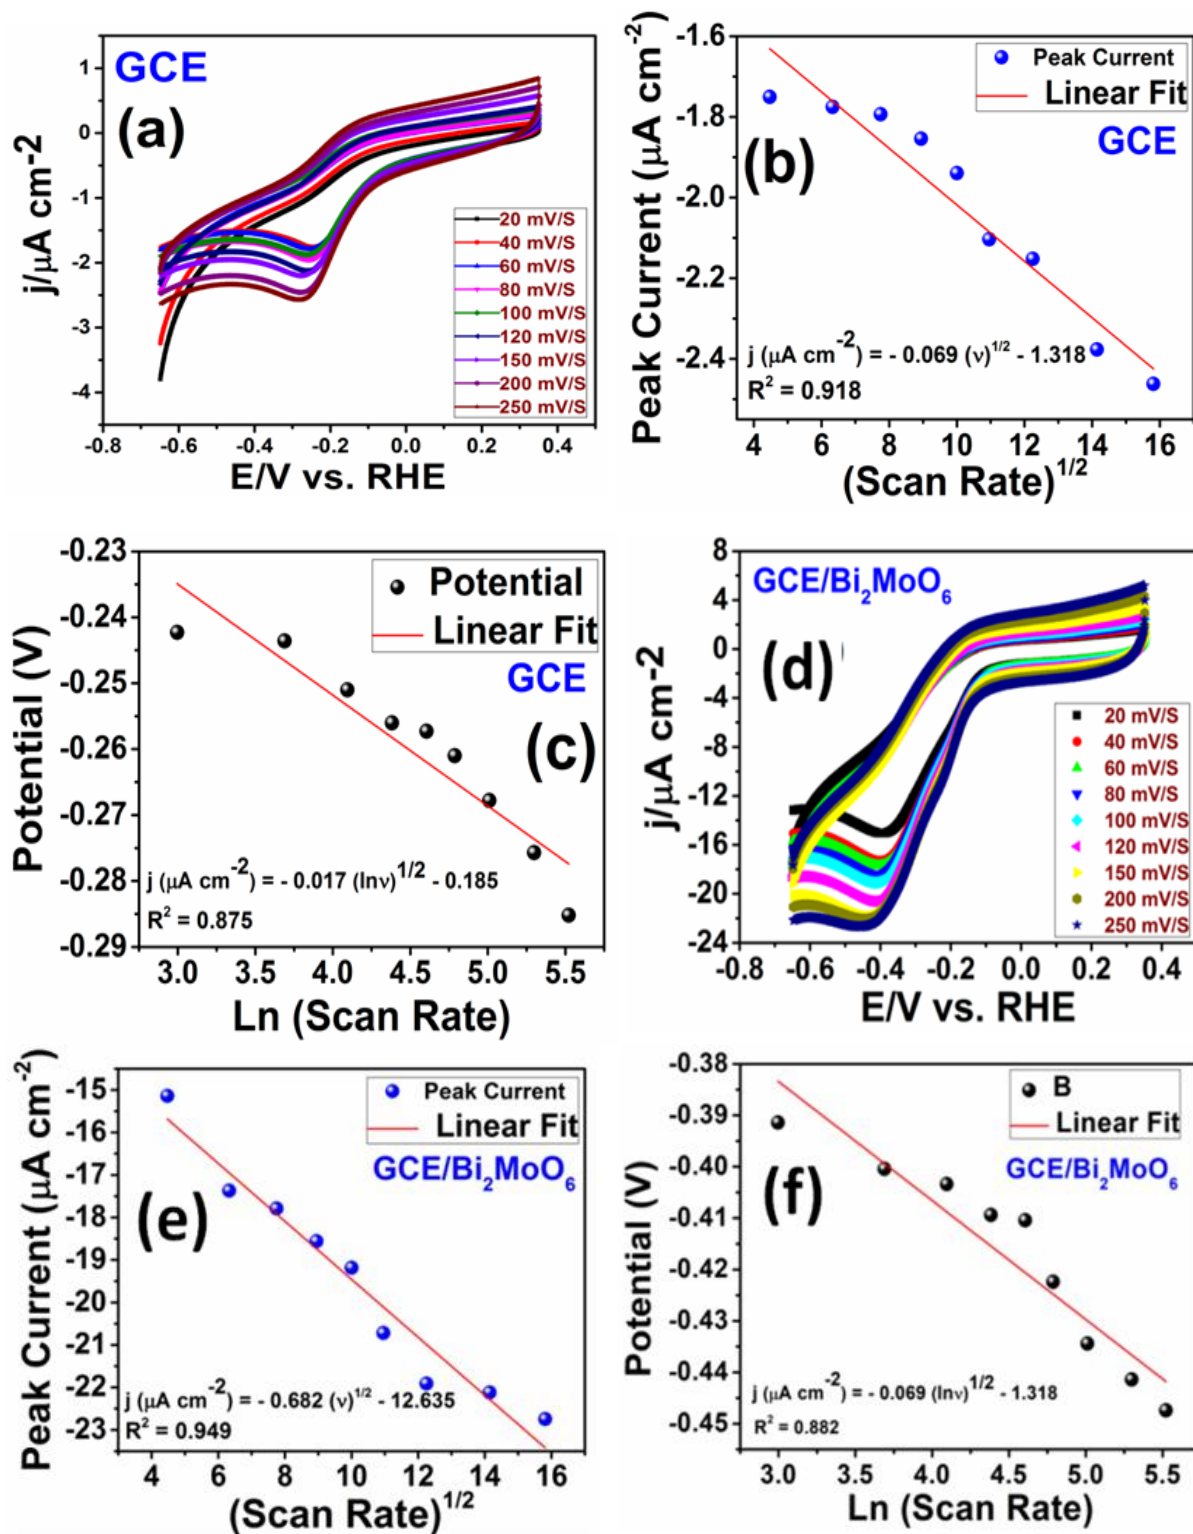 GCE
(a)
j/μA cm-2
1
0
-1
-2
-3
-4
20 mV/S
40 mV/S
60 mV/S
80 mV/S
100 mV/S
120 mV/S
150 mV/S
200 mV/S
250 mV/S
-0.8 -0.6 -0.4 -0.2 0.0 0.2 0.4
E/V vs. RHE
Peak Current (μA cm-2)
-1.6
-1.8
-2.0
-2.2
-2.4
Peak Current
Linear Fit
GCE
(b)
j (μA cm-2) = - 0.069 (ν)1/2 - 1.318
R2 = 0.918
4 6 8 10 12 14 16
(Scan Rate)1/2
Potential (V)
-0.23
-0.24
-0.25
-0.26
-0.27
-0.28
-0.29
Potential
Linear Fit
GCE
(c)
j (μA cm-2) = - 0.017 (lnν)1/2 - 0.185
R2 = 0.875
3.0 3.5 4.0 4.5 5.0 5.5
Ln (Scan Rate)
j/μA cm-2
8
4
0
-4
-8
-12
-16
-20
-24
GCE/Bi2MoO6
(d)
20 mV/S
40 mV/S
60 mV/S
80 mV/S
100 mV/S
120 mV/S
150 mV/S
200 mV/S
250 mV/S
-0.8 -0.6 -0.4 -0.2 0.0 0.2 0.4
E/V vs. RHE
Peak Current (μA cm-2)
-15
-16
-17
-18
-19
-20
-21
-22
-23
Peak Current
Linear Fit
GCE/Bi2MoO6
(e)
j (μA cm-2) = - 0.682 (ν)1/2 - 12.635
R2 = 0.949
4 6 8 10 12 14 16
(Scan Rate)1/2
Potential (V)
-0.38
-0.39
-0.40
-0.41
-0.42
-0.43
-0.44
-0.45
B
Linear Fit
GCE/Bi2MoO6
(f)
j (μA cm-2) = - 0.069 (lnν)1/2 - 1.318
R2 = 0.882
3.0 3.5 4.0 4.5 5.0 5.5
Ln (Scan Rate)